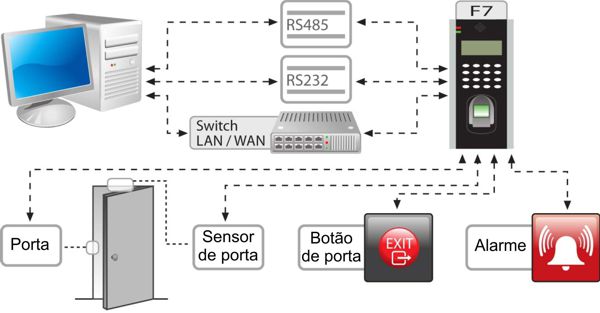 RS485
F7
RS232
Switch
LAN / WAN
Porta
Sensor
de porta
Botão
de porta
EXIT
Alarme